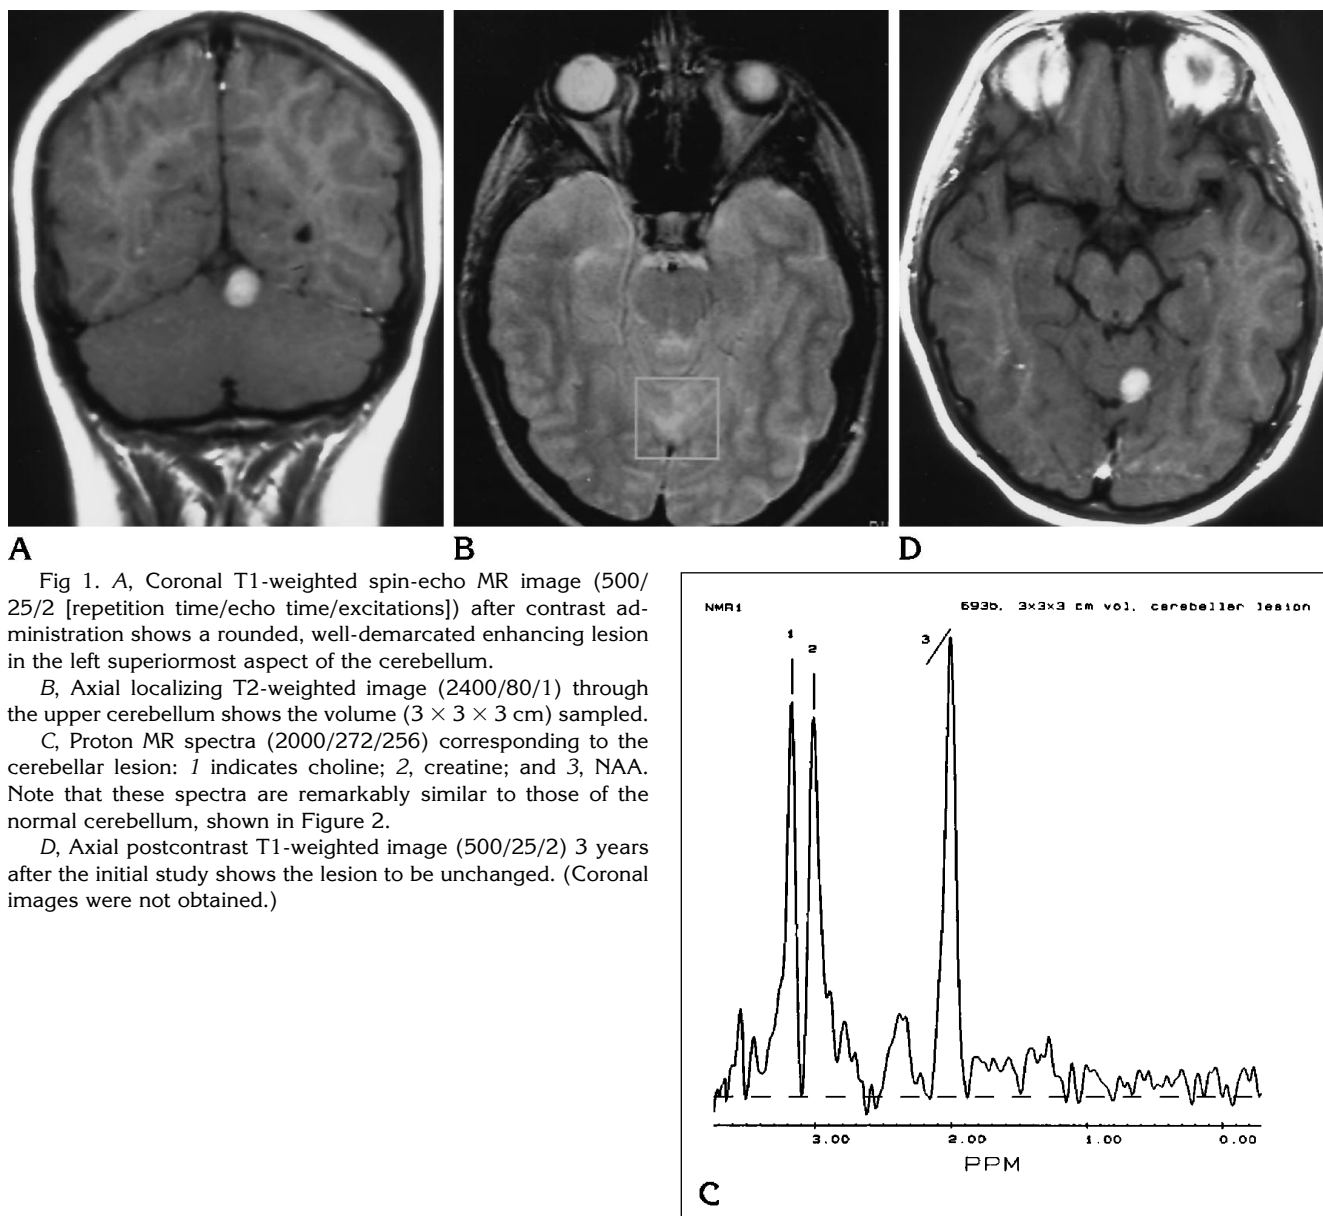 A
B
D
Fig 1. A, Coronal T1-weighted spin-echo MR image (500/
25/2 [repetition time/echo time/excitations]) after contrast ad-
ministration shows a rounded, well-demarcated enhancing lesion
in the left superiormost aspect of the cerebellum.
B, Axial localizing T2-weighted image (2400/80/1) through
the upper cerebellum shows the volume (3 × 3 × 3 cm) sampled.
C, Proton MR spectra (2000/272/256) corresponding to the
cerebellar lesion: 1 indicates choline; 2, creatine; and 3, NAA.
Note that these spectra are remarkably similar to those of the
normal cerebellum, shown in Figure 2.
D, Axial postcontrast T1-weighted image (500/25/2) 3 years
after the initial study shows the lesion to be unchanged. (Coronal
images were not obtained.)
NMR1
693b, 3x3x3 cm vol, cerebellar lesion
1
2
3
3.00 2.00 1.00 0.00
PPM
C